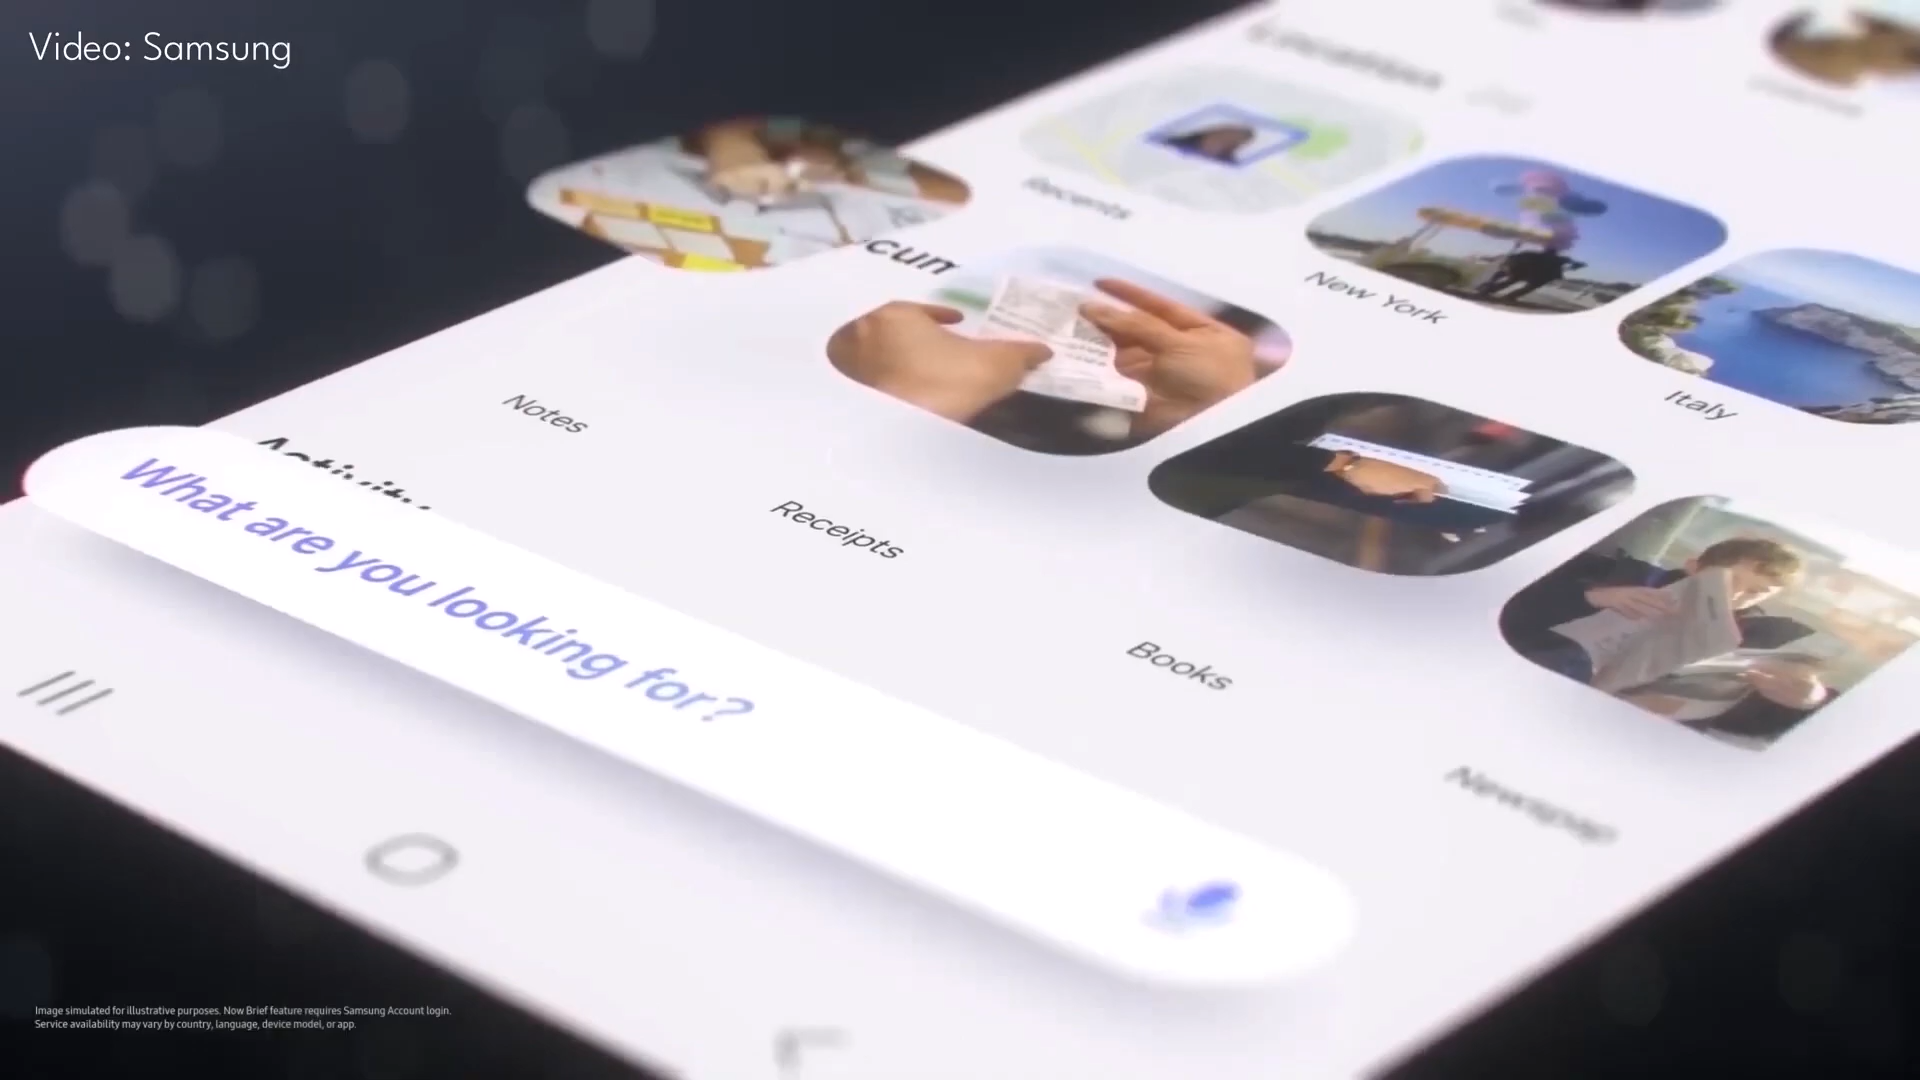 Video: Samsung
Recents
New York
Italy
Notes
Receipts
Books
What are you looking for?
Image simulated for illustrative purposes. Now Brief feature requires Samsung Account login.
Service availability may vary by country, language, device model, or app.